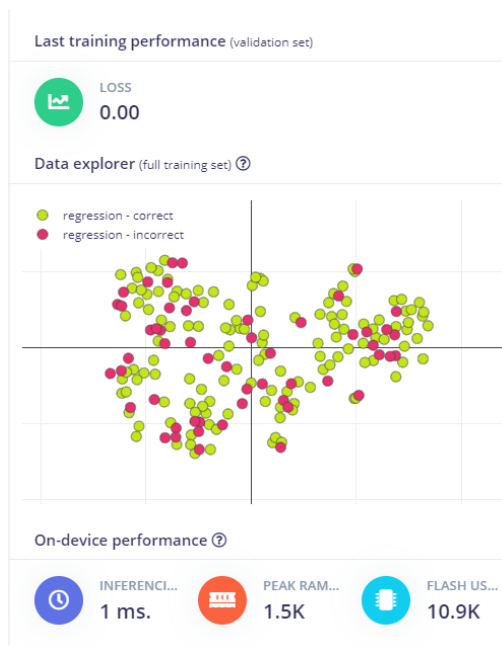 Last training performance (validation set)
LOSS
0.00
Data explorer (full training set) ?
regression - correct
regression - incorrect
On-device performance ?
INFERENCI... PEAK RAM... FLASH US...
1 ms. 1.5K 10.9K